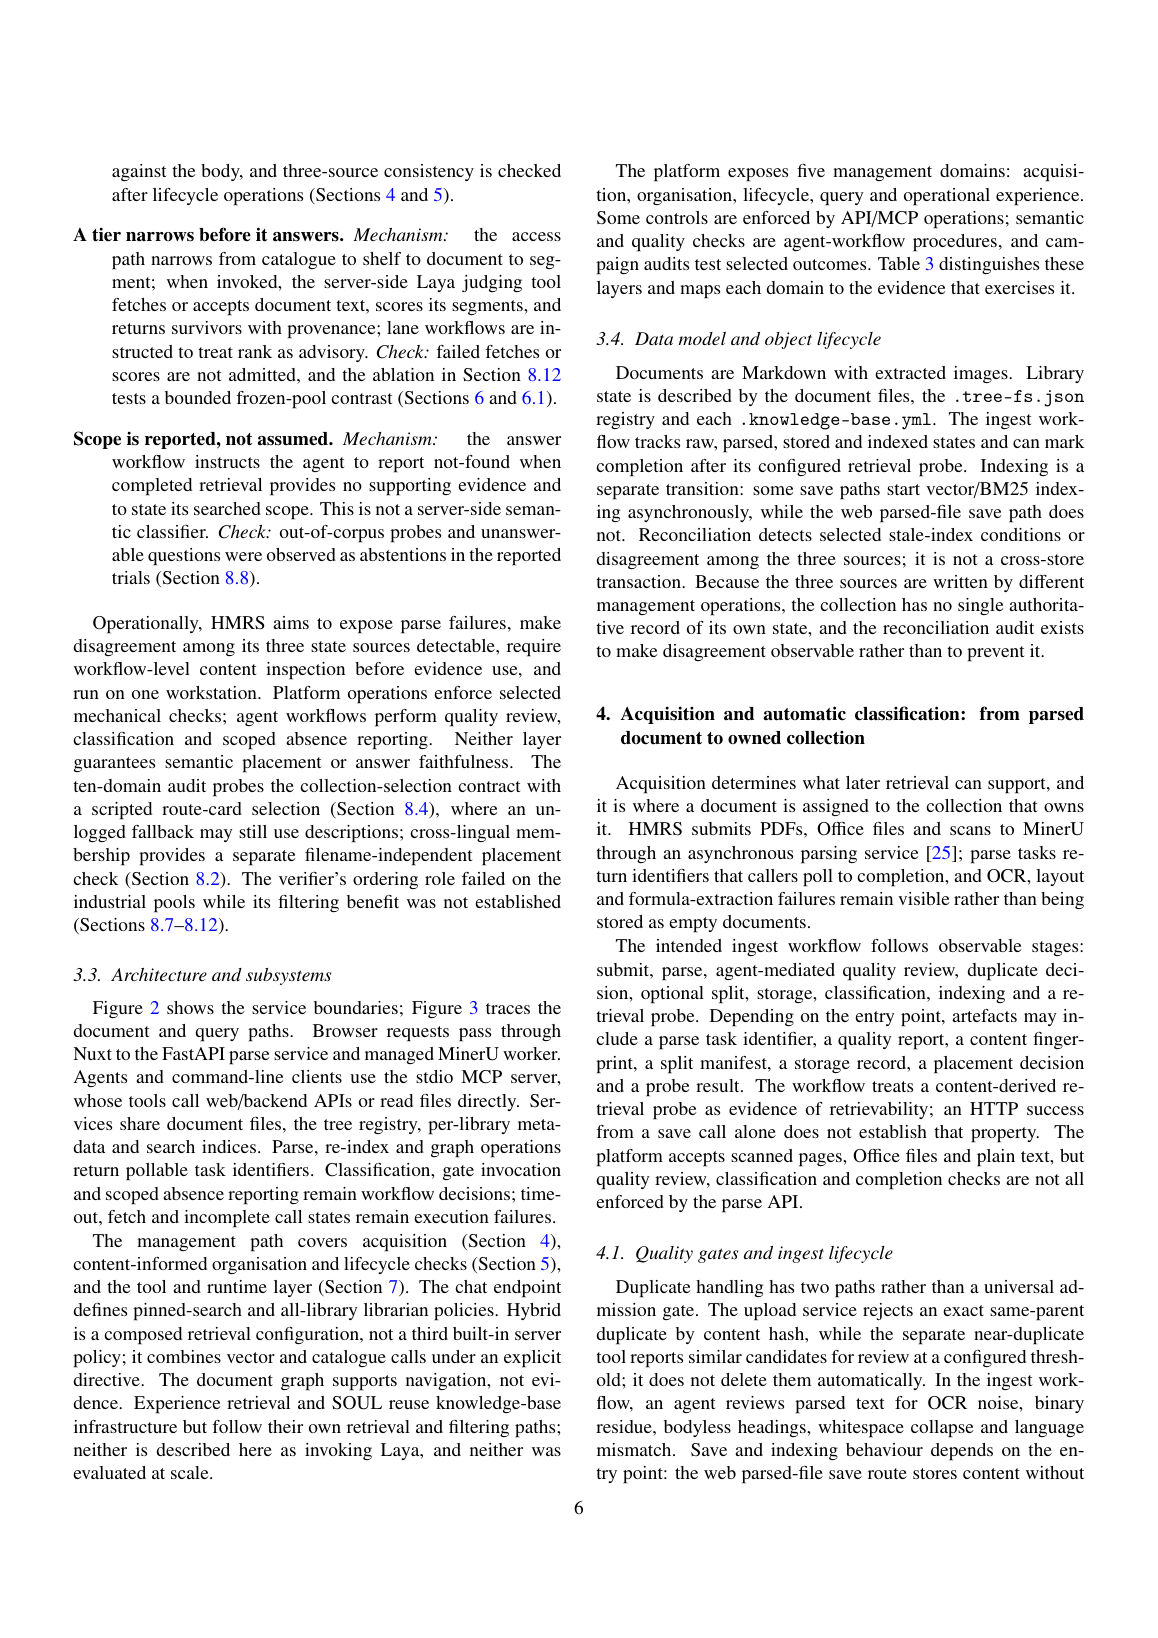 against the body, and three-source consistency is checked
after lifecycle operations (Sections 4 and 5).
A tier narrows before it answers. Mechanism: the access
path narrows from catalogue to shelf to document to seg-
ment; when invoked, the server-side Laya judging tool
fetches or accepts document text, scores its segments, and
returns survivors with provenance; lane workflows are in-
structed to treat rank as advisory. Check: failed fetches or
scores are not admitted, and the ablation in Section 8.12
tests a bounded frozen-pool contrast (Sections 6 and 6.1).
Scope is reported, not assumed. Mechanism: the answer
workflow instructs the agent to report not-found when
completed retrieval provides no supporting evidence and
to state its searched scope. This is not a server-side seman-
tic classifier. Check: out-of-corpus probes and unanswer-
able questions were observed as abstentions in the reported
trials (Section 8.8).
Operationally, HMRS aims to expose parse failures, make
disagreement among its three state sources detectable, require
workflow-level content inspection before evidence use, and
run on one workstation. Platform operations enforce selected
mechanical checks; agent workflows perform quality review,
classification and scoped absence reporting. Neither layer
guarantees semantic placement or answer faithfulness. The
ten-domain audit probes the collection-selection contract with
a scripted route-card selection (Section 8.4), where an un-
logged fallback may still use descriptions; cross-lingual mem-
bership provides a separate filename-independent placement
check (Section 8.2). The verifier's ordering role failed on the
industrial pools while its filtering benefit was not established
(Sections 8.7–8.12).
3.3. Architecture and subsystems
Figure 2 shows the service boundaries; Figure 3 traces the
document and query paths. Browser requests pass through
Nuxt to the FastAPI parse service and managed MinerU worker.
Agents and command-line clients use the stdio MCP server,
whose tools call web/backend APIs or read files directly. Ser-
vices share document files, the tree registry, per-library meta-
data and search indices. Parse, re-index and graph operations
return pollable task identifiers. Classification, gate invocation
and scoped absence reporting remain workflow decisions; time-
out, fetch and incomplete call states remain execution failures.
The management path covers acquisition (Section 4),
content-informed organisation and lifecycle checks (Section 5),
and the tool and runtime layer (Section 7). The chat endpoint
defines pinned-search and all-library librarian policies. Hybrid
is a composed retrieval configuration, not a third built-in server
policy; it combines vector and catalogue calls under an explicit
directive. The document graph supports navigation, not evi-
dence. Experience retrieval and SOUL reuse knowledge-base
infrastructure but follow their own retrieval and filtering paths;
neither is described here as invoking Laya, and neither was
evaluated at scale.
The platform exposes five management domains: acquisi-
tion, organisation, lifecycle, query and operational experience.
Some controls are enforced by API/MCP operations; semantic
and quality checks are agent-workflow procedures, and cam-
paign audits test selected outcomes. Table 3 distinguishes these
layers and maps each domain to the evidence that exercises it.
3.4. Data model and object lifecycle
Documents are Markdown with extracted images. Library
state is described by the document files, the .tree-fs.json
registry and each .knowledge-base.yml. The ingest work-
flow tracks raw, parsed, stored and indexed states and can mark
completion after its configured retrieval probe. Indexing is a
separate transition: some save paths start vector/BM25 index-
ing asynchronously, while the web parsed-file save path does
not. Reconciliation detects selected stale-index conditions or
disagreement among the three sources; it is not a cross-store
transaction. Because the three sources are written by different
management operations, the collection has no single authorita-
tive record of its own state, and the reconciliation audit exists
to make disagreement observable rather than to prevent it.
4. Acquisition and automatic classification: from parsed
document to owned collection
Acquisition determines what later retrieval can support, and
it is where a document is assigned to the collection that owns
it. HMRS submits PDFs, Office files and scans to MinerU
through an asynchronous parsing service [25]; parse tasks re-
turn identifiers that callers poll to completion, and OCR, layout
and formula-extraction failures remain visible rather than being
stored as empty documents.
The intended ingest workflow follows observable stages:
submit, parse, agent-mediated quality review, duplicate deci-
sion, optional split, storage, classification, indexing and a re-
trieval probe. Depending on the entry point, artefacts may in-
clude a parse task identifier, a quality report, a content finger-
print, a split manifest, a storage record, a placement decision
and a probe result. The workflow treats a content-derived re-
trieval probe as evidence of retrievability; an HTTP success
from a save call alone does not establish that property. The
platform accepts scanned pages, Office files and plain text, but
quality review, classification and completion checks are not all
enforced by the parse API.
4.1. Quality gates and ingest lifecycle
Duplicate handling has two paths rather than a universal ad-
mission gate. The upload service rejects an exact same-parent
duplicate by content hash, while the separate near-duplicate
tool reports similar candidates for review at a configured thresh-
old; it does not delete them automatically. In the ingest work-
flow, an agent reviews parsed text for OCR noise, binary
residue, bodyless headings, whitespace collapse and language
mismatch. Save and indexing behaviour depends on the en-
try point: the web parsed-file save route stores content without
6